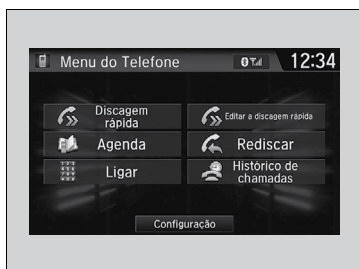 Menu do Telefone 12:34
Discagem
rápida
Editar a discagem rápida
Agenda
Rediscar
Ligar
Histórico de
chamadas
Configuração